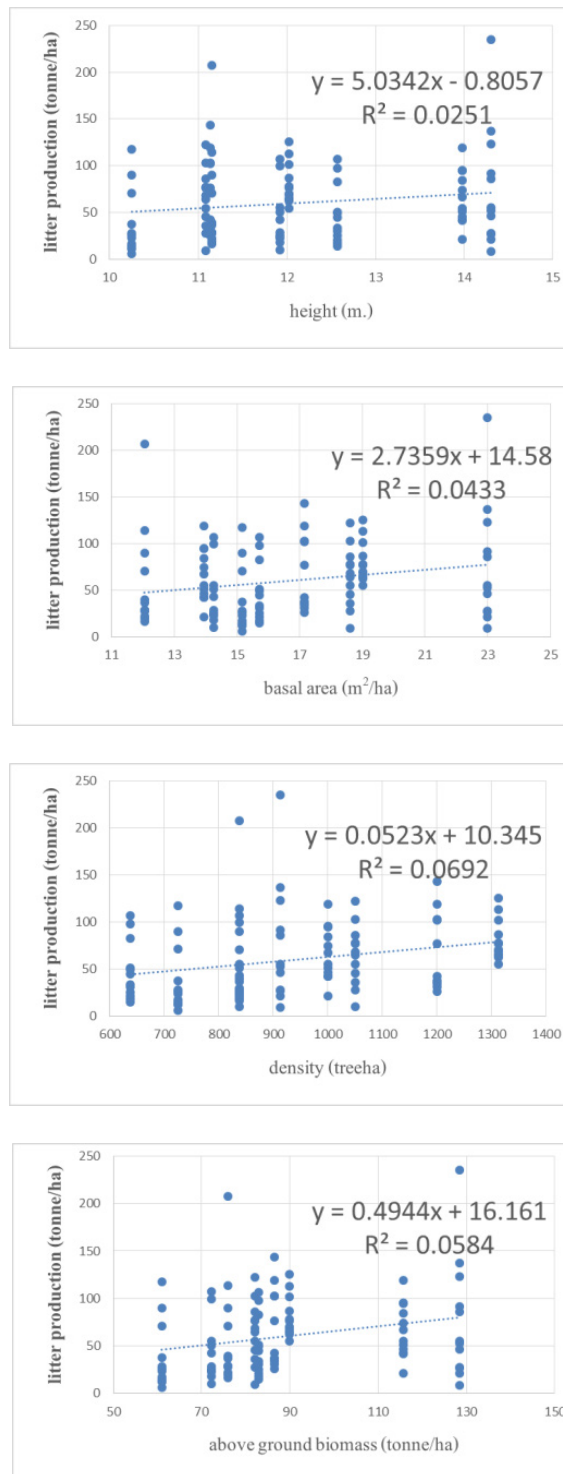 litter production (tonne/ha)
250
200
150
100
50
0
y = 5.0342x - 0.8057
R² = 0.0251
10 11 12 13 14 15
height (m.)
litter production (tonne/ha)
250
200
150
100
50
0
y = 2.7359x + 14.58
R² = 0.0433
11 13 15 17 19 21 23 25
basal area (m²/ha)
litter production (tonne/ha)
250
200
150
100
50
0
y = 0.0523x + 10.345
R² = 0.0692
600 700 800 900 1000 1100 1200 1300 1400
density (treeha)
litter production (tonne/ha)
250
200
150
100
50
0
y = 0.4944x + 16.161
R² = 0.0584
50 70 90 110 130 150
above ground biomass (tonne/ha)